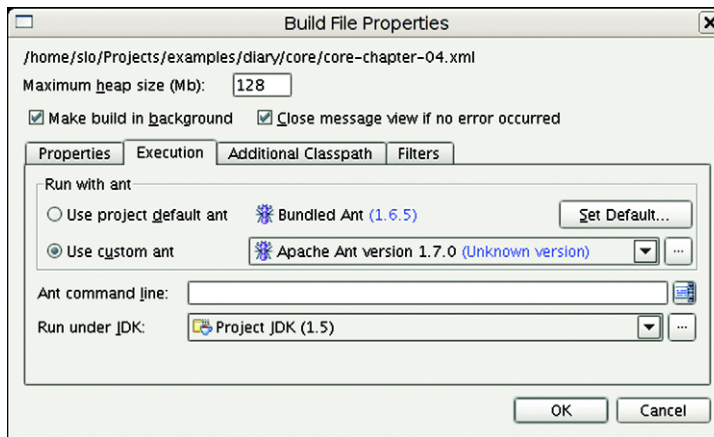 Build File Properties
/home/slo/Projects/examples/diary/core/core-chapter-04.xml
Maximum heap size (Mb): 128
Make build in background Close message view if no error occurred
Properties Execution Additional Classpath Filters
Run with ant
Use project default ant Bundled Ant (1.6.5) Set Default...
Use custom ant Apache Ant version 1.7.0 (Unknown version) ...
Ant command line:
Run under JDK: Project JDK (1.5) ...
OK Cancel